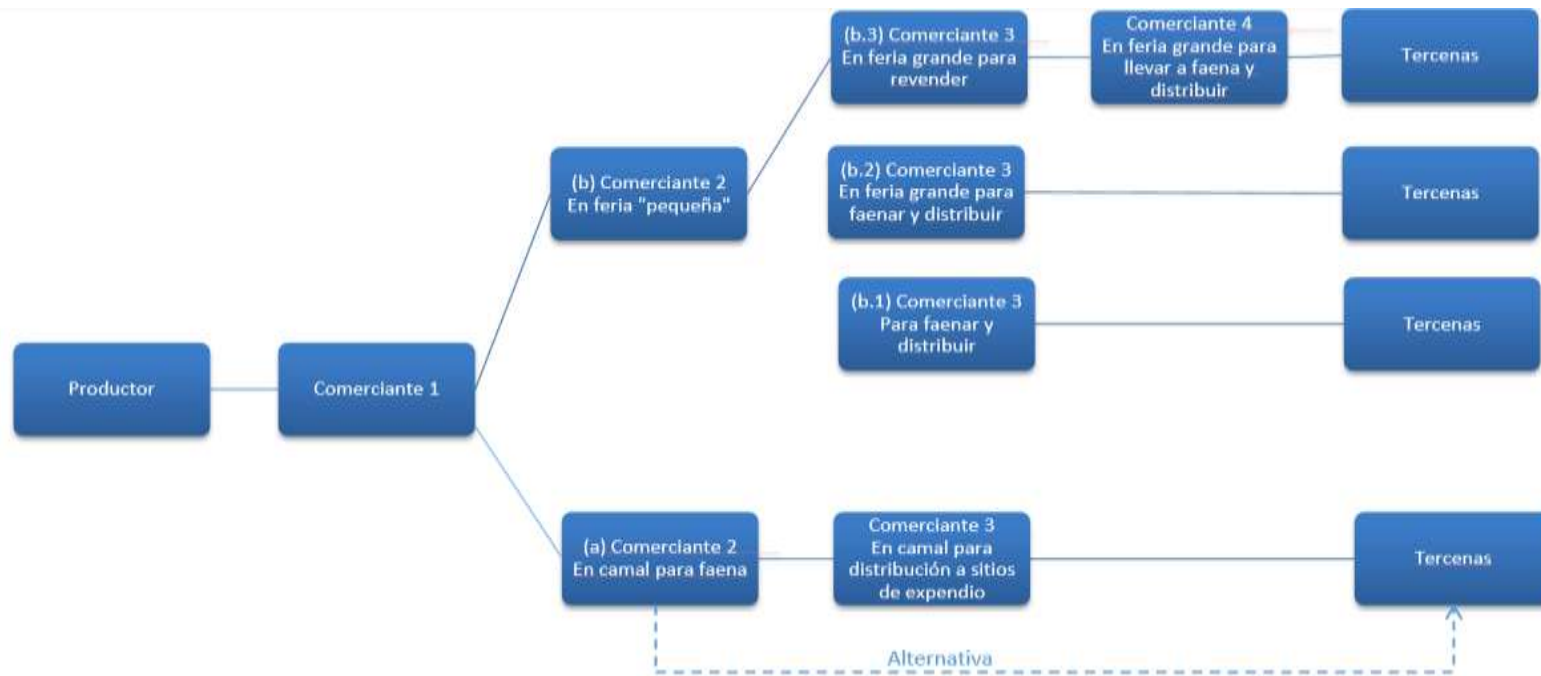 (b.3) Comerciante 3
En feria grande para
revender
Comerciante 4
En feria grande para
llevar a faena y
distribuir
Tercenas
(b) Comerciante 2
En feria "pequeña"
(b.2) Comerciante 3
En feria grande para
faenar y distribuir
Tercenas
(b.1) Comerciante 3
Para faenar y
distribuir
Tercenas
Productor
Comerciante 1
(a) Comerciante 2
En camal para faena
Comerciante 3
En camal para
distribución a sitios
de expendio
Tercenas
Alternativa